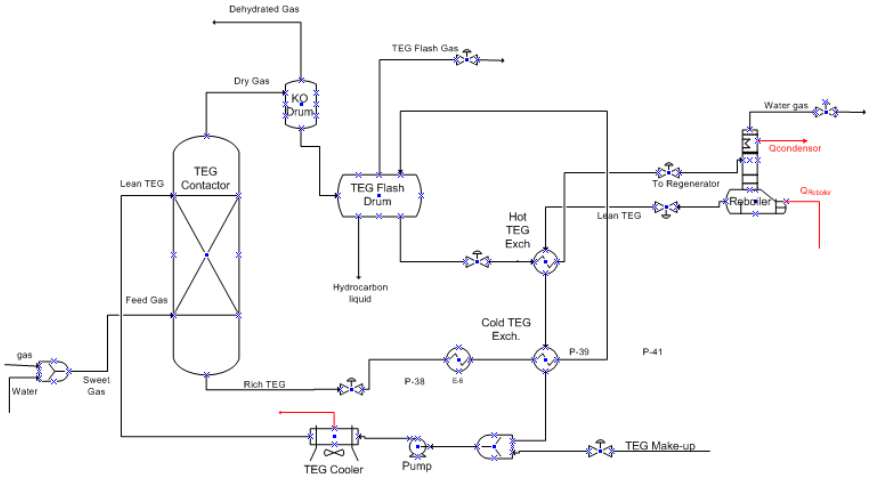 Dehydrated Gas
TEG Flash Gas
Dry Gas
KO
Drum
Water gas
Qcondensor
TEG
Contactor
Lean TEG
TEG Flash
Drum
To Regenerator
QReboiler
Reboiler
Hot
TEG
Exch
Lean TEG
Hydrocarbon
liquid
Feed Gas
Cold TEG
Exch.
P-39
P-41
gas
Water
Sweet
Gas
Rich TEG
P-38
E-6
TEG Cooler
Pump
TEG Make-up